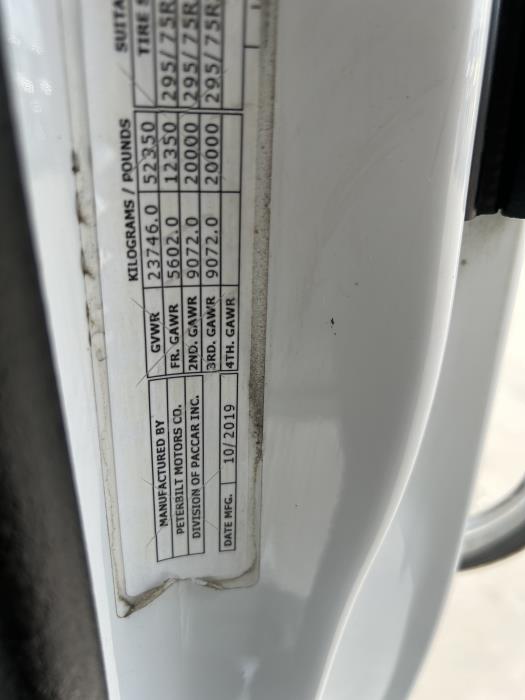 KILOGRAMS / POUNDS SUITA
TIRE S
MANUFACTURED BY GVWR 23746.0 52350
PETERBILT MOTORS CO. FR. GAWR 5602.0 12350 295/75R
DIVISION OF PACCAR INC. 2ND. GAWR 9072.0 20000 295/75R
3RD. GAWR 9072.0 20000 295/75R
DATE MFG. 10/2019 4TH. GAWR